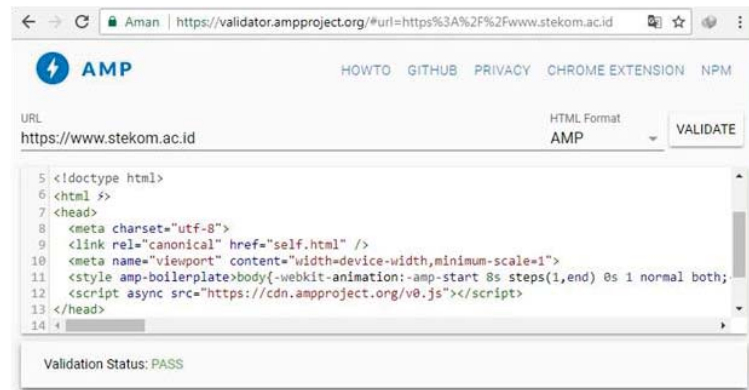 Aman | https://validator.ampproject.org/#url=https%3A%2F%2Fwww.stekom.ac.id
AMP HOWTO GITHUB PRIVACY CHROME EXTENSION NPM
URL HTML Format
https://www.stekom.ac.id AMP VALIDATE
5 <!doctype html>
6 <html ⚡>
7 <head>
8 <meta charset="utf-8">
9 <link rel="canonical" href="self.html" />
10 <meta name="viewport" content="width=device-width,minimum-scale=1">
11 <style amp-boilerplate>body{-webkit-animation:-amp-start 8s steps(1,end) 0s 1 normal both;-
12 <script async src="https://cdn.ampproject.org/v0.js"></script>
13 </head>
14
Validation Status: PASS